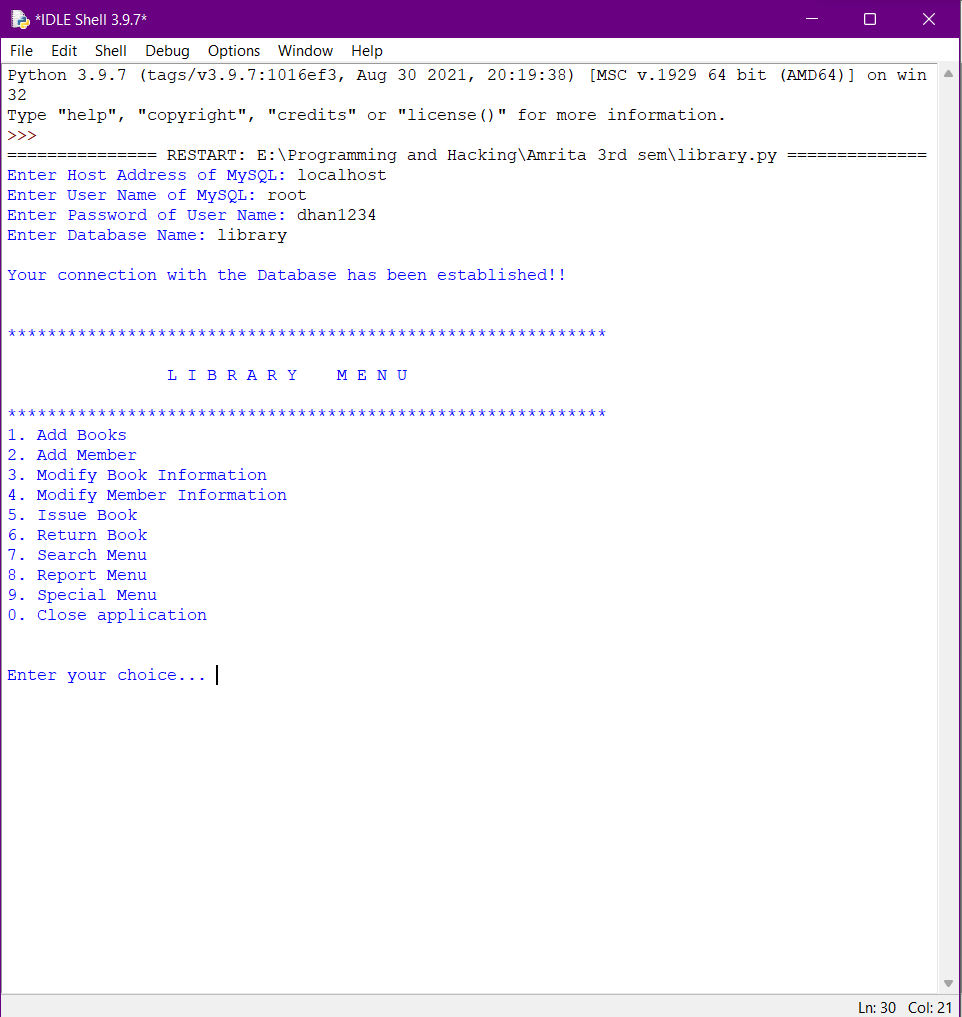 *IDLE Shell 3.9.7*
File Edit Shell Debug Options Window Help
Python 3.9.7 (tags/v3.9.7:1016ef3, Aug 30 2021, 20:19:38) [MSC v.1929 64 bit (AMD64)] on win
32
Type "help", "copyright", "credits" or "license()" for more information.
>>>
=============== RESTART: E:\Programming and Hacking\Amrita 3rd sem\library.py ==============
Enter Host Address of MySQL: localhost
Enter User Name of MySQL: root
Enter Password of User Name: dhan1234
Enter Database Name: library
Your connection with the Database has been established!!
************************************************************
L I B R A R Y    M E N U
************************************************************
1. Add Books
2. Add Member
3. Modify Book Information
4. Modify Member Information
5. Issue Book
6. Return Book
7. Search Menu
8. Report Menu
9. Special Menu
0. Close application
Enter your choice...
Ln: 30 Col: 21